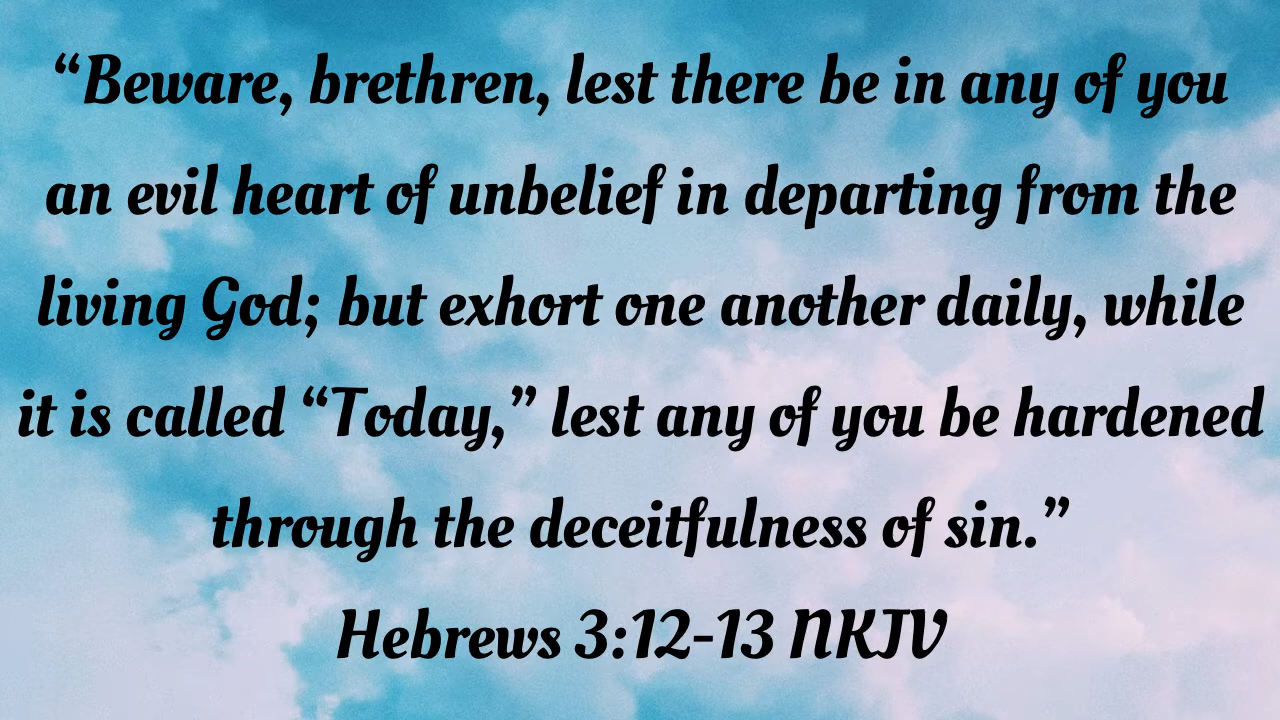 “Beware, brethren, lest there be in any of you
an evil heart of unbelief in departing from the
living God; but exhort one another daily, while
it is called “Today,” lest any of you be hardened
through the deceitfulness of sin.”
Hebrews 3:12-13 NKJV